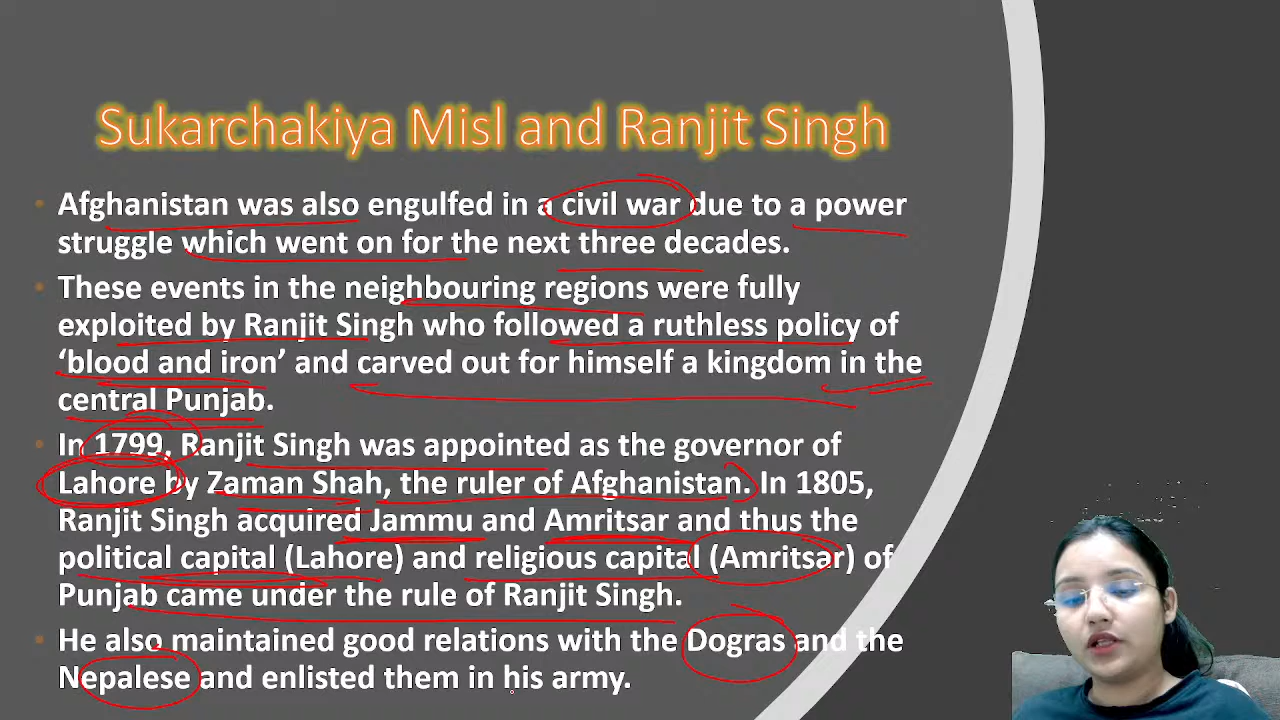 Sukarchakiya Misl and Ranjit Singh
• Afghanistan was also engulfed in a civil war due to a power
struggle which went on for the next three decades.
• These events in the neighbouring regions were fully
exploited by Ranjit Singh who followed a ruthless policy of
‘blood and iron’ and carved out for himself a kingdom in the
central Punjab.
• In 1799, Ranjit Singh was appointed as the governor of
Lahore by Zaman Shah, the ruler of Afghanistan. In 1805,
Ranjit Singh acquired Jammu and Amritsar and thus the
political capital (Lahore) and religious capital (Amritsar) of
Punjab came under the rule of Ranjit Singh.
• He also maintained good relations with the Dogras and the
Nepalese and enlisted them in his army.